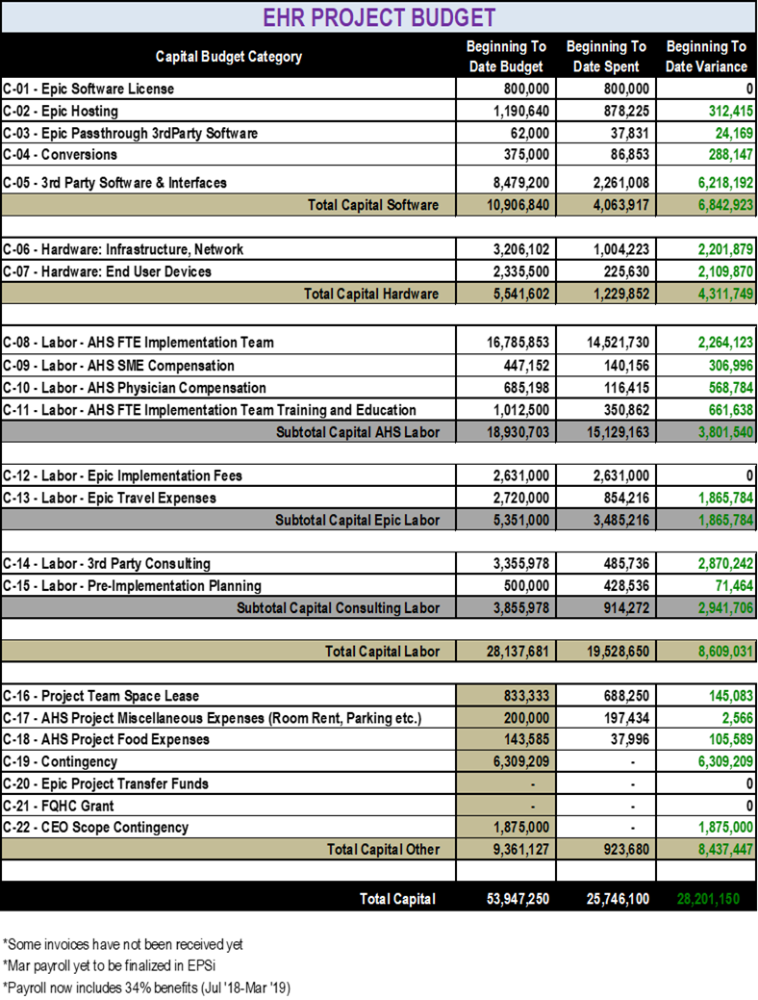 EHR PROJECT BUDGET
Capital Budget Category Beginning To Date Budget Beginning To Date Spent Beginning To Date Variance
C-01 - Epic Software License 800,000 800,000 0
C-02 - Epic Hosting 1,190,640 878,225 312,415
C-03 - Epic Passthrough 3rdParty Software 62,000 37,831 24,169
C-04 - Conversions 375,000 86,853 288,147
C-05 - 3rd Party Software & Interfaces 8,479,200 2,261,008 6,218,192
Total Capital Software 10,906,840 4,063,917 6,842,923
C-06 - Hardware: Infrastructure, Network 3,206,102 1,004,223 2,201,879
C-07 - Hardware: End User Devices 2,335,500 225,630 2,109,870
Total Capital Hardware 5,541,602 1,229,852 4,311,749
C-08 - Labor - AHS FTE Implementation Team 16,785,853 14,521,730 2,264,123
C-09 - Labor - AHS SME Compensation 447,152 140,156 306,996
C-10 - Labor - AHS Physician Compensation 685,198 116,415 568,784
C-11 - Labor - AHS FTE Implementation Team Training and Education 1,012,500 350,862 661,638
Subtotal Capital AHS Labor 18,930,703 15,129,163 3,801,540
C-12 - Labor - Epic Implementation Fees 2,631,000 2,631,000 0
C-13 - Labor - Epic Travel Expenses 2,720,000 854,216 1,865,784
Subtotal Capital Epic Labor 5,351,000 3,485,216 1,865,784
C-14 - Labor - 3rd Party Consulting 3,355,978 485,736 2,870,242
C-15 - Labor - Pre-Implementation Planning 500,000 428,536 71,464
Subtotal Capital Consulting Labor 3,855,978 914,272 2,941,706
Total Capital Labor 28,137,681 19,528,650 8,609,031
C-16 - Project Team Space Lease 833,333 688,250 145,083
C-17 - AHS Project Miscellaneous Expenses (Room Rent, Parking etc.) 200,000 197,434 2,566
C-18 - AHS Project Food Expenses 143,585 37,996 105,589
C-19 - Contingency 6,309,209 - 6,309,209
C-20 - Epic Project Transfer Funds - - 0
C-21 - FQHC Grant - - 0
C-22 - CEO Scope Contingency 1,875,000 - 1,875,000
Total Capital Other 9,361,127 923,680 8,437,447
Total Capital 53,947,250 25,746,100 28,201,150
*Some invoices have not been received yet
*Mar payroll yet to be finalized in EPSi
*Payroll now includes 34% benefits (Jul '18-Mar '19)